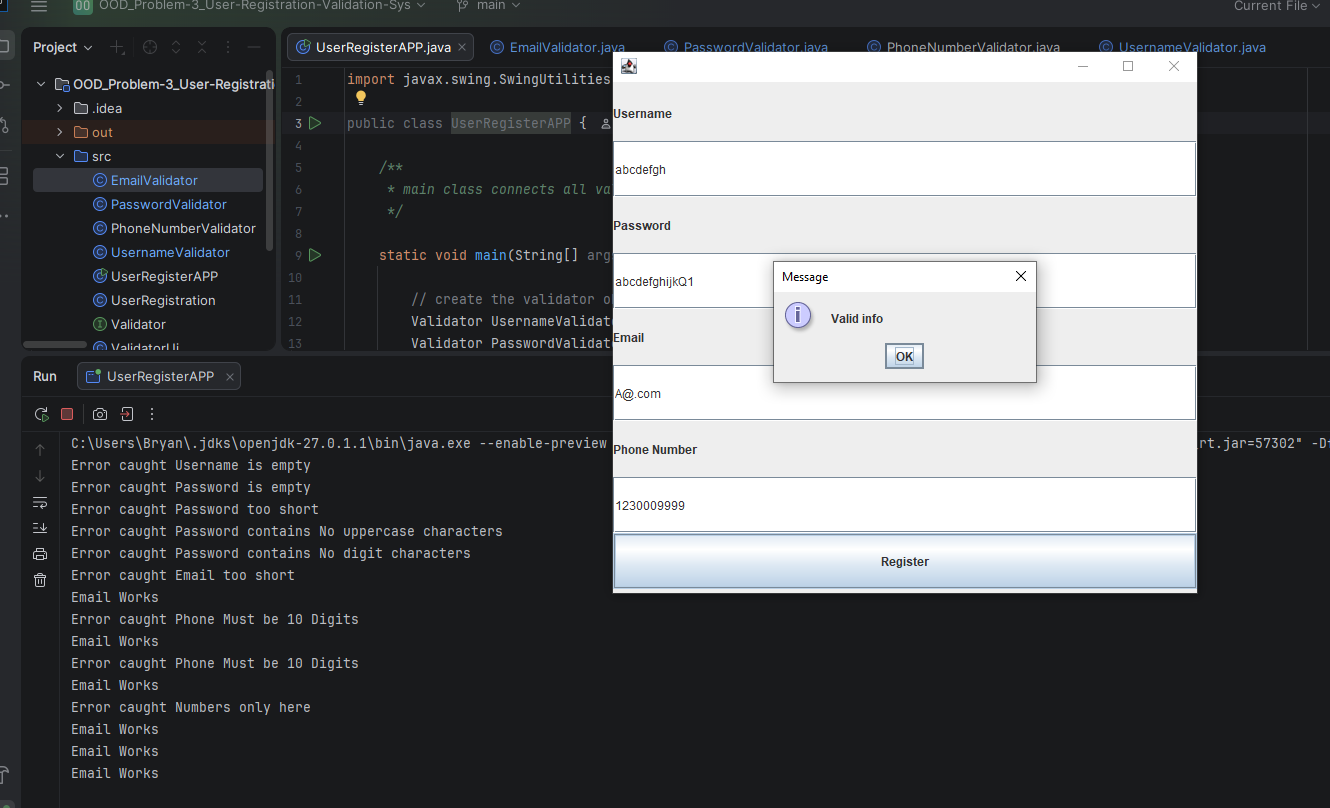 OOD_Problem-3_User-Registration-Validation-Sys main Current File
Project
UserRegisterAPP.java EmailValidator.java PasswordValidator.java PhoneNumberValidator.java UsernameValidator.java
OOD_Problem-3_User-Registrati
.idea
out
src
EmailValidator
PasswordValidator
PhoneNumberValidator
UsernameValidator
UserRegisterAPP
UserRegistration
Validator
ValidatorUi
1 import javax.swing.SwingUtilities
2
3 public class UserRegisterAPP {
4
5 /**
6 * main class connects all va
7 */
8
9 static void main(String[] arg
10
11 // create the validator o
12 Validator UsernameValidat
13 Validator PasswordValidat
Username
abcdefgh
Password
abcdefghijkQ1
Email
A@.com
Phone Number
1230009999
Register
Message
Valid info
OK
Run UserRegisterAPP
C:\Users\Bryan\.jdks\openjdk-27.0.1.1\bin\java.exe --enable-preview rt.jar=57302" -D
Error caught Username is empty
Error caught Password is empty
Error caught Password too short
Error caught Password contains No uppercase characters
Error caught Password contains No digit characters
Error caught Email too short
Email Works
Error caught Phone Must be 10 Digits
Email Works
Error caught Phone Must be 10 Digits
Email Works
Error caught Numbers only here
Email Works
Email Works
Email Works